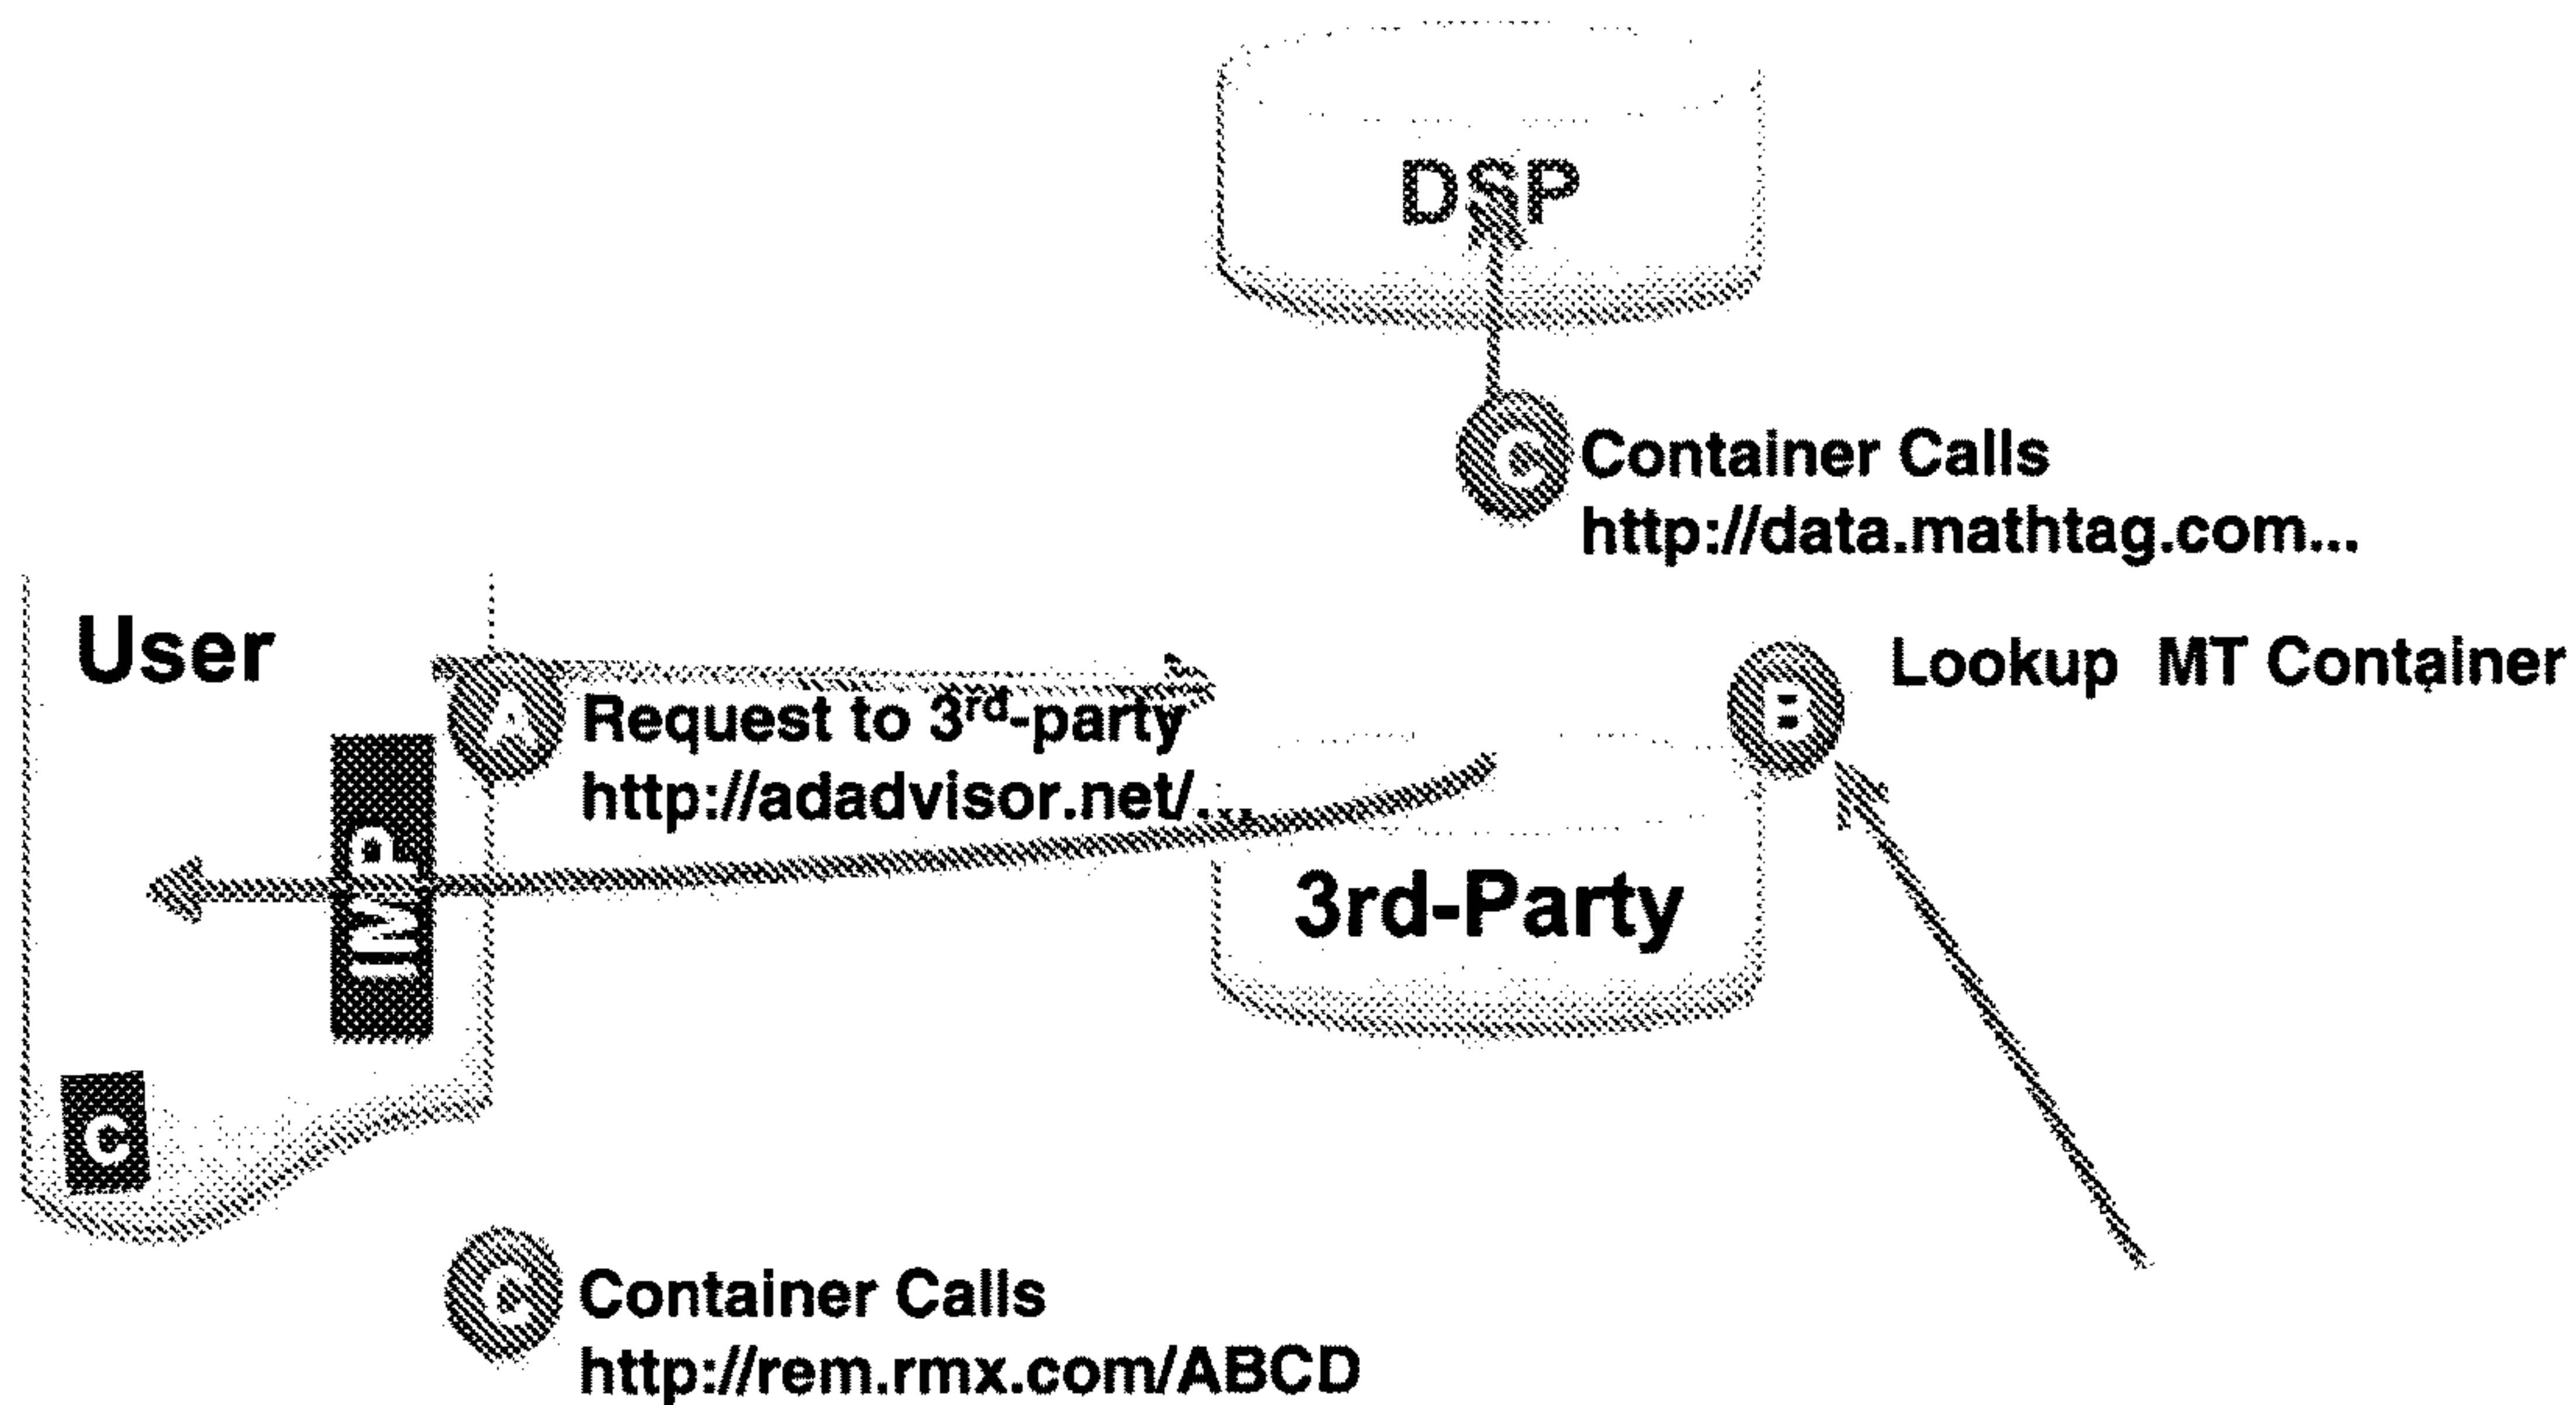 DSP
C
Container Calls
http://data.mathtag.com...
User
A
Request to 3rd-party
http://adadvisor.net/...
B
Lookup MT Container
IMP
3rd-Party
C
C
Container Calls
http://rem.rmx.com/ABCD